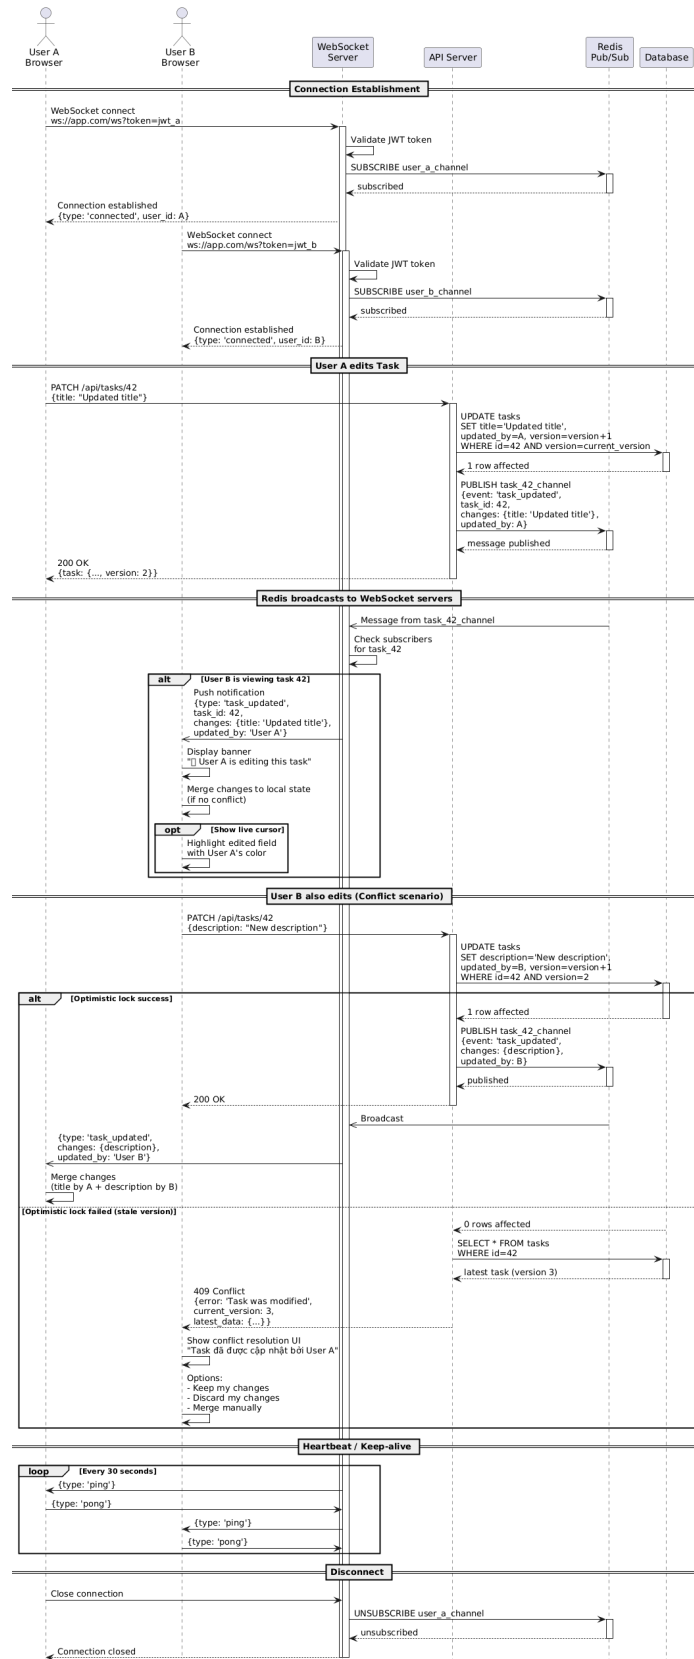 User A
Browser
User B
Browser
WebSocket
Server
API Server
Redis
Pub/Sub
Database
Connection Establishment
WebSocket connect
ws://app.com/ws?token=jwt_a
Validate JWT token
SUBSCRIBE user_a_channel
subscribed
Connection established
{type: 'connected', user_id: A}
WebSocket connect
ws://app.com/ws?token=jwt_b
Validate JWT token
SUBSCRIBE user_b_channel
subscribed
Connection established
{type: 'connected', user_id: B}
User A edits Task
PATCH /api/tasks/42
{title: "Updated title"}
UPDATE tasks
SET title='Updated title',
updated_by=A, version=version+1
WHERE id=42 AND version=current_version
1 row affected
PUBLISH task_42_channel
{event: 'task_updated',
task_id: 42,
changes: {title: 'Updated title'},
updated_by: A}
message published
200 OK
{task: {..., version: 2}}
Redis broadcasts to WebSocket servers
Message from task_42_channel
Check subscribers
for task_42
alt
[User B is viewing task 42]
Push notification
{type: 'task_updated',
task_id: 42,
changes: {title: 'Updated title'},
updated_by: 'User A'}
Display banner
"▯ User A is editing this task"
Merge changes to local state
(if no conflict)
opt
[Show live cursor]
Highlight edited field
with User A's color
User B also edits (Conflict scenario)
PATCH /api/tasks/42
{description: "New description"}
UPDATE tasks
SET description='New description',
updated_by=B, version=version+1
WHERE id=42 AND version=2
alt
[Optimistic lock success]
1 row affected
PUBLISH task_42_channel
{event: 'task_updated',
changes: {description},
updated_by: B}
published
200 OK
Broadcast
{type: 'task_updated',
changes: {description},
updated_by: 'User B'}
Merge changes
(title by A + description by B)
[Optimistic lock failed (stale version)]
0 rows affected
SELECT * FROM tasks
WHERE id=42
latest task (version 3)
409 Conflict
{error: 'Task was modified',
current_version: 3,
latest_data: {...}}
Show conflict resolution UI
"Task đã được cập nhật bởi User A"
Options:
- Keep my changes
- Discard my changes
- Merge manually
Heartbeat / Keep-alive
loop
[Every 30 seconds]
{type: 'ping'}
{type: 'pong'}
{type: 'ping'}
{type: 'pong'}
Disconnect
Close connection
UNSUBSCRIBE user_a_channel
unsubscribed
Connection closed